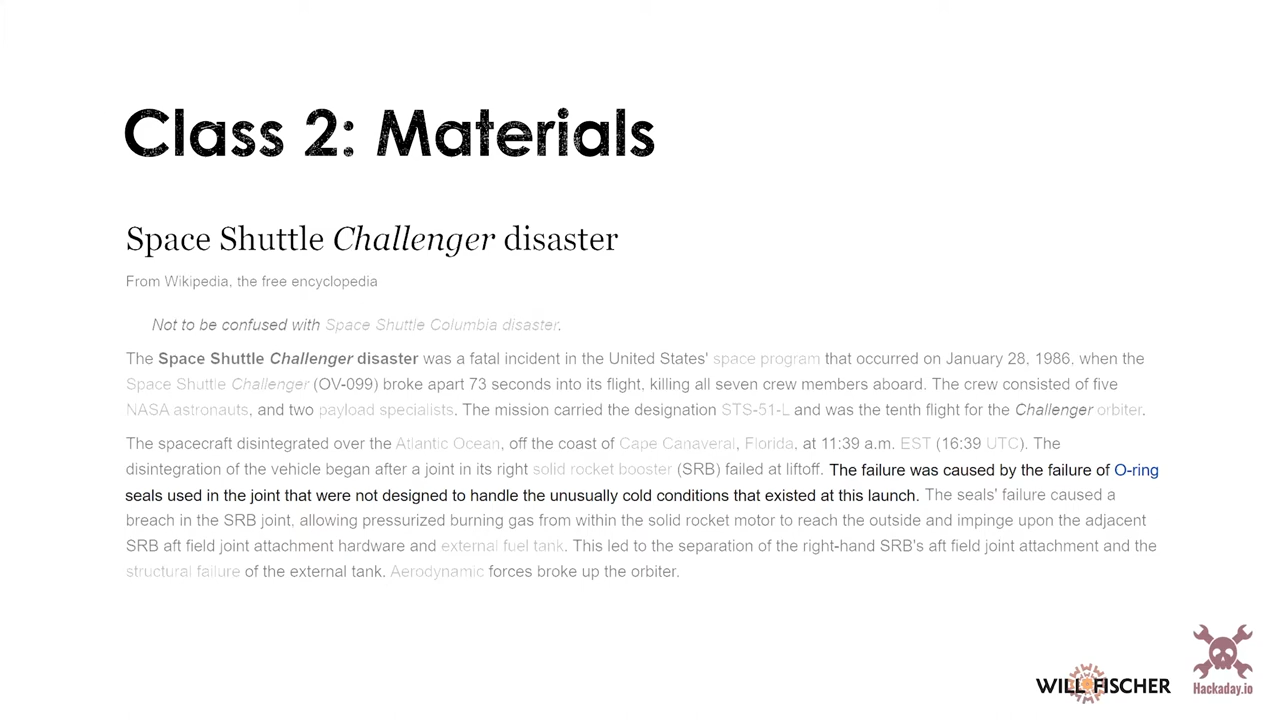 Class 2: Materials
Space Shuttle Challenger disaster
From Wikipedia, the free encyclopedia
Not to be confused with Space Shuttle Columbia disaster.
The Space Shuttle Challenger disaster was a fatal incident in the United States' space program that occurred on January 28, 1986, when the
Space Shuttle Challenger (OV-099) broke apart 73 seconds into its flight, killing all seven crew members aboard. The crew consisted of five
NASA astronauts, and two payload specialists. The mission carried the designation STS-51-L and was the tenth flight for the Challenger orbiter.
The spacecraft disintegrated over the Atlantic Ocean, off the coast of Cape Canaveral, Florida, at 11:39 a.m. EST (16:39 UTC). The
disintegration of the vehicle began after a joint in its right solid rocket booster (SRB) failed at liftoff. The failure was caused by the failure of O-ring
seals used in the joint that were not designed to handle the unusually cold conditions that existed at this launch. The seals' failure caused a
breach in the SRB joint, allowing pressurized burning gas from within the solid rocket motor to reach the outside and impinge upon the adjacent
SRB aft field joint attachment hardware and external fuel tank. This led to the separation of the right-hand SRB's aft field joint attachment and the
structural failure of the external tank. Aerodynamic forces broke up the orbiter.
WILL FISCHER
Hackaday.io